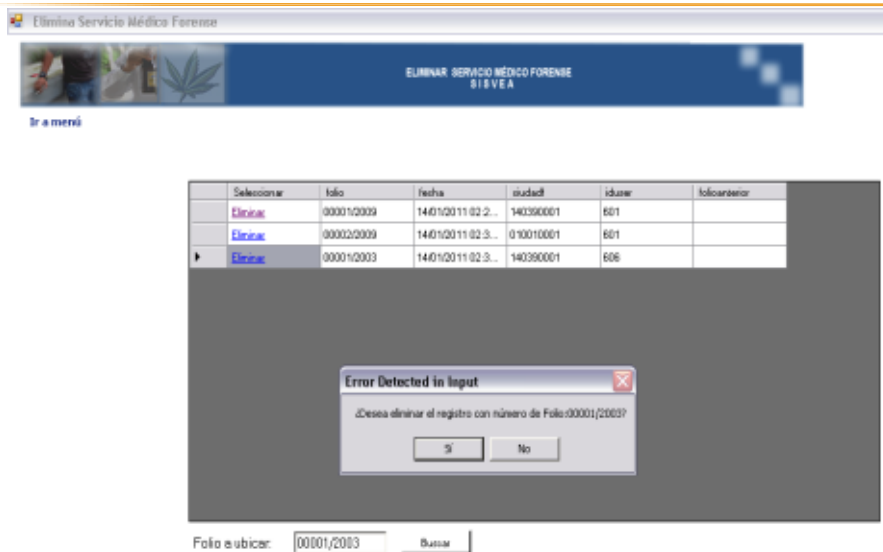 Elimina Servicio Médico Forense
ELIMINAR SERVICIO MÉDICO FORENSE
SISVEA
Ir a menú
Seleccionar folio fecha ciudadt iduser folioanterior
Eliminar 00001/2009 14/01/2011 02:2... 140390001 601
Eliminar 00002/2009 14/01/2011 02:3... 010010001 601
Eliminar 00001/2003 14/01/2011 02:3... 140390001 606
Error Detected in Input
¿Desea eliminar el registro con número de Folio:00001/2003?
Sí No
Folio a ubicar: 00001/2003 Buscar